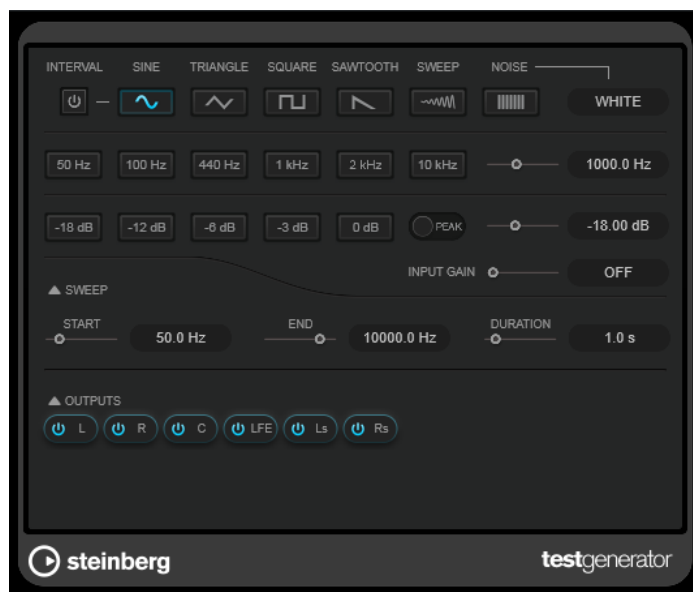 INTERVAL SINE TRIANGLE SQUARE SAWTOOTH SWEEP NOISE
WHITE
50 Hz 100 Hz 440 Hz 1 kHz 2 kHz 10 kHz 1000.0 Hz
-18 dB -12 dB -6 dB -3 dB 0 dB PEAK -18.00 dB
INPUT GAIN OFF
SWEEP
START 50.0 Hz END 10000.0 Hz DURATION 1.0 s
OUTPUTS
L R C LFE Ls Rs
steinberg testgenerator